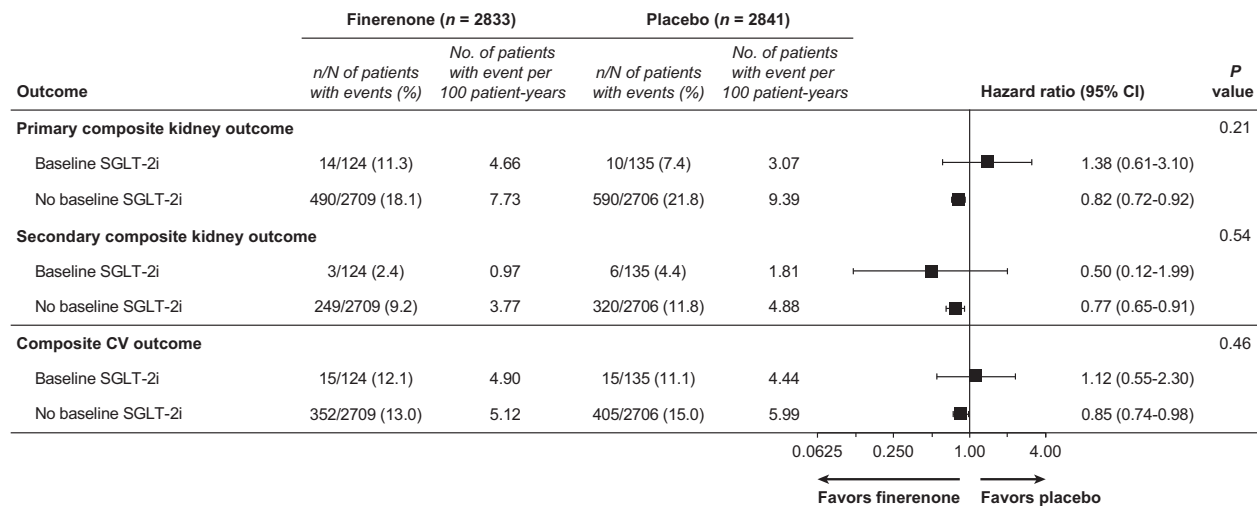 Finerenone (n = 2833) Placebo (n = 2841)
Outcome n/N of patients with events (%) No. of patients with event per 100 patient-years n/N of patients with events (%) No. of patients with event per 100 patient-years Hazard ratio (95% CI) P value
Primary composite kidney outcome 0.21
Baseline SGLT-2i 14/124 (11.3) 4.66 10/135 (7.4) 3.07 1.38 (0.61-3.10)
No baseline SGLT-2i 490/2709 (18.1) 7.73 590/2706 (21.8) 9.39 0.82 (0.72-0.92)
Secondary composite kidney outcome 0.54
Baseline SGLT-2i 3/124 (2.4) 0.97 6/135 (4.4) 1.81 0.50 (0.12-1.99)
No baseline SGLT-2i 249/2709 (9.2) 3.77 320/2706 (11.8) 4.88 0.77 (0.65-0.91)
Composite CV outcome 0.46
Baseline SGLT-2i 15/124 (12.1) 4.90 15/135 (11.1) 4.44 1.12 (0.55-2.30)
No baseline SGLT-2i 352/2709 (13.0) 5.12 405/2706 (15.0) 5.99 0.85 (0.74-0.98)
0.0625 0.250 1.00 4.00
Favors finerenone Favors placebo